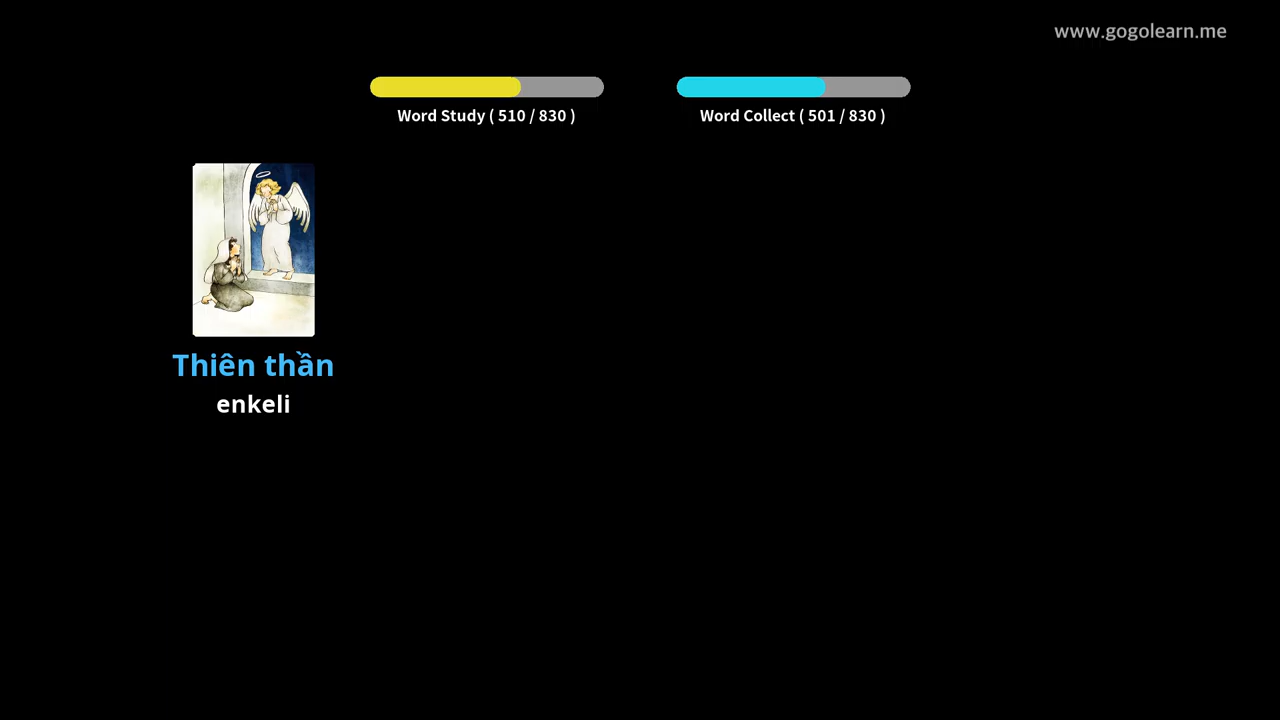 www.gogolearn.me
Word Study ( 510 / 830 )
Word Collect ( 501 / 830 )
Thiên thần
enkeli